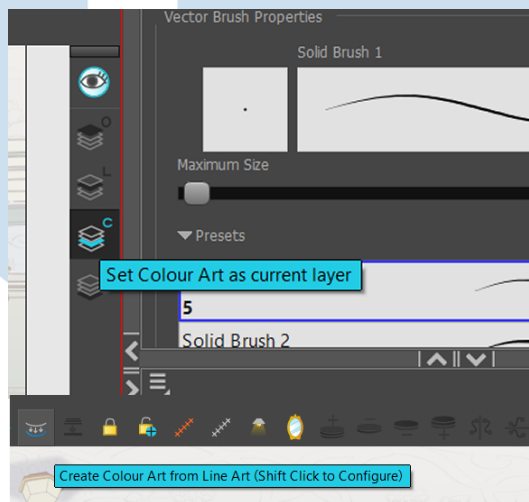 Vector Brush Properties
Solid Brush 1
O
Maximum Size
L
C
Presets
Set Colour Art as current layer
5
Solid Brush 2
Create Colour Art from Line Art (Shift Click to Configure)